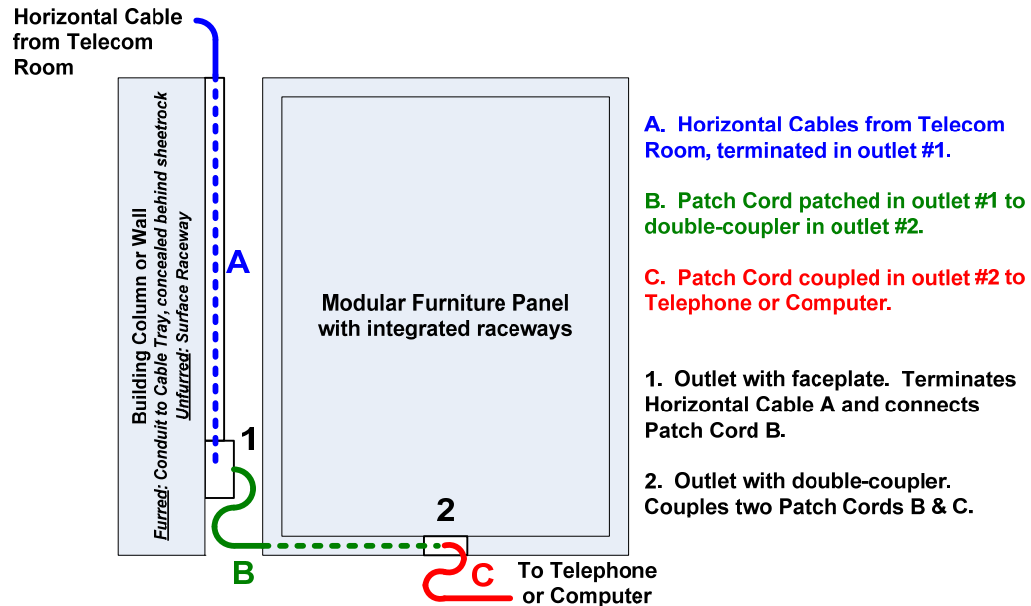 Horizontal Cable
from Telecom
Room
Building Column or Wall
Furred: Conduit to Cable Tray, concealed behind sheetrock
Unfurred: Surface Raceway
A
1
B
Modular Furniture Panel
with integrated raceways
2
C
To Telephone
or Computer
A. Horizontal Cables from Telecom
Room, terminated in outlet #1.
B. Patch Cord patched in outlet #1 to
double-coupler in outlet #2.
C. Patch Cord coupled in outlet #2 to
Telephone or Computer.
1. Outlet with faceplate. Terminates
Horizontal Cable A and connects
Patch Cord B.
2. Outlet with double-coupler.
Couples two Patch Cords B & C.